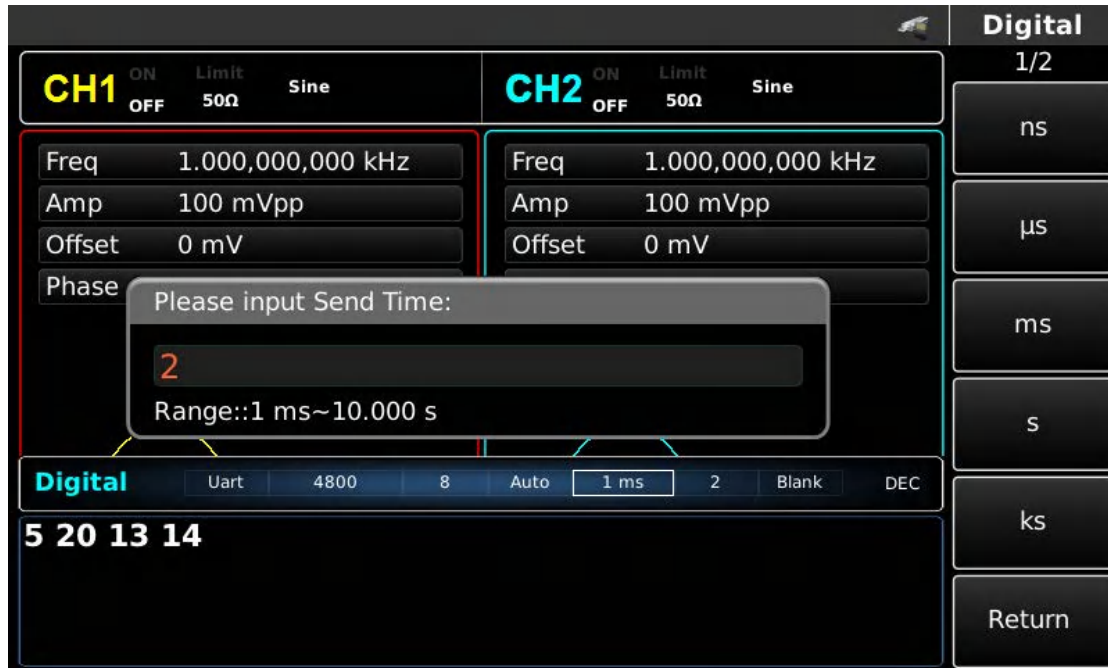 Digital
1/2
CH1 ON OFF Limit 50Ω Sine
CH2 ON OFF Limit 50Ω Sine
Freq 1.000,000,000 kHz
Amp 100 mVpp
Offset 0 mV
Phase
Freq 1.000,000,000 kHz
Amp 100 mVpp
Offset 0 mV
Please input Send Time:
2
Range::1 ms~10.000 s
Digital Uart 4800 8 Auto 1 ms 2 Blank DEC
5 20 13 14
ns
µs
ms
s
ks
Return